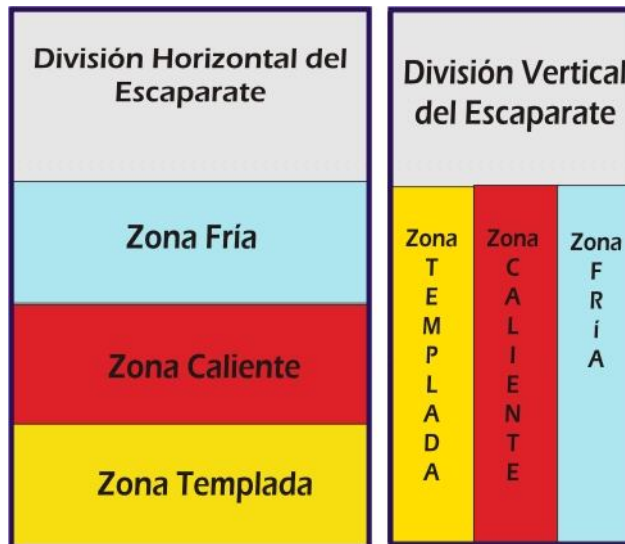 División Horizontal del
Escaparate
Zona Fría
Zona Caliente
Zona Templada
División Vertical
del Escaparate
Zona
T
E
M
P
L
A
D
A
Zona
C
A
L
I
E
N
T
E
Zona
F
R
í
A